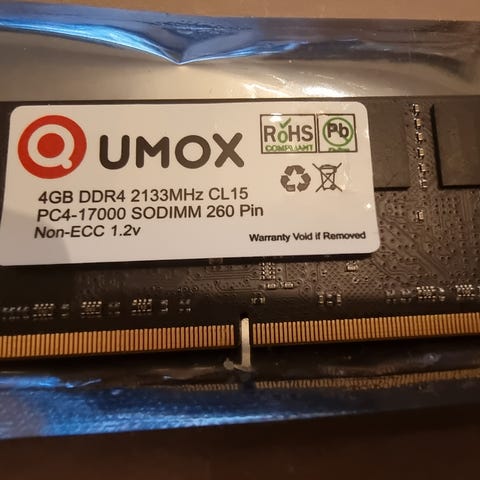 QUMOX
RoHS
COMPLIANT
Pb
4GB DDR4 2133MHz CL15
PC4-17000 SODIMM 260 Pin
Non-ECC 1.2v
Warranty Void if Removed